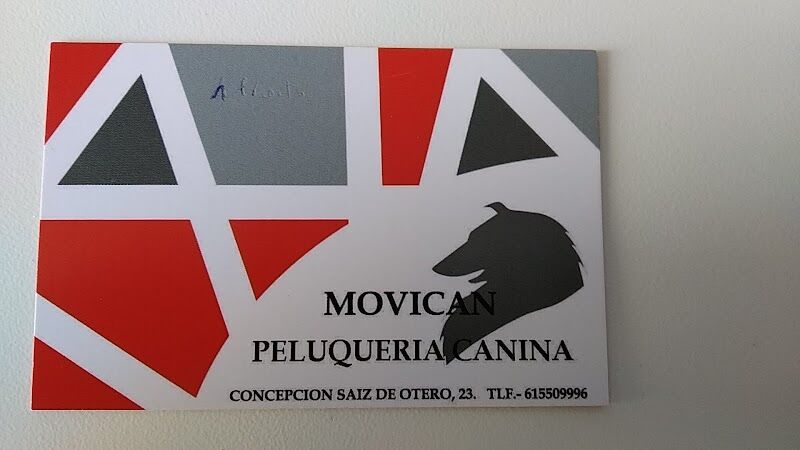 MOVICAN
PELUQUERIA CANINA
CONCEPCION SAIZ DE OTERO, 23. TLF.- 615509996